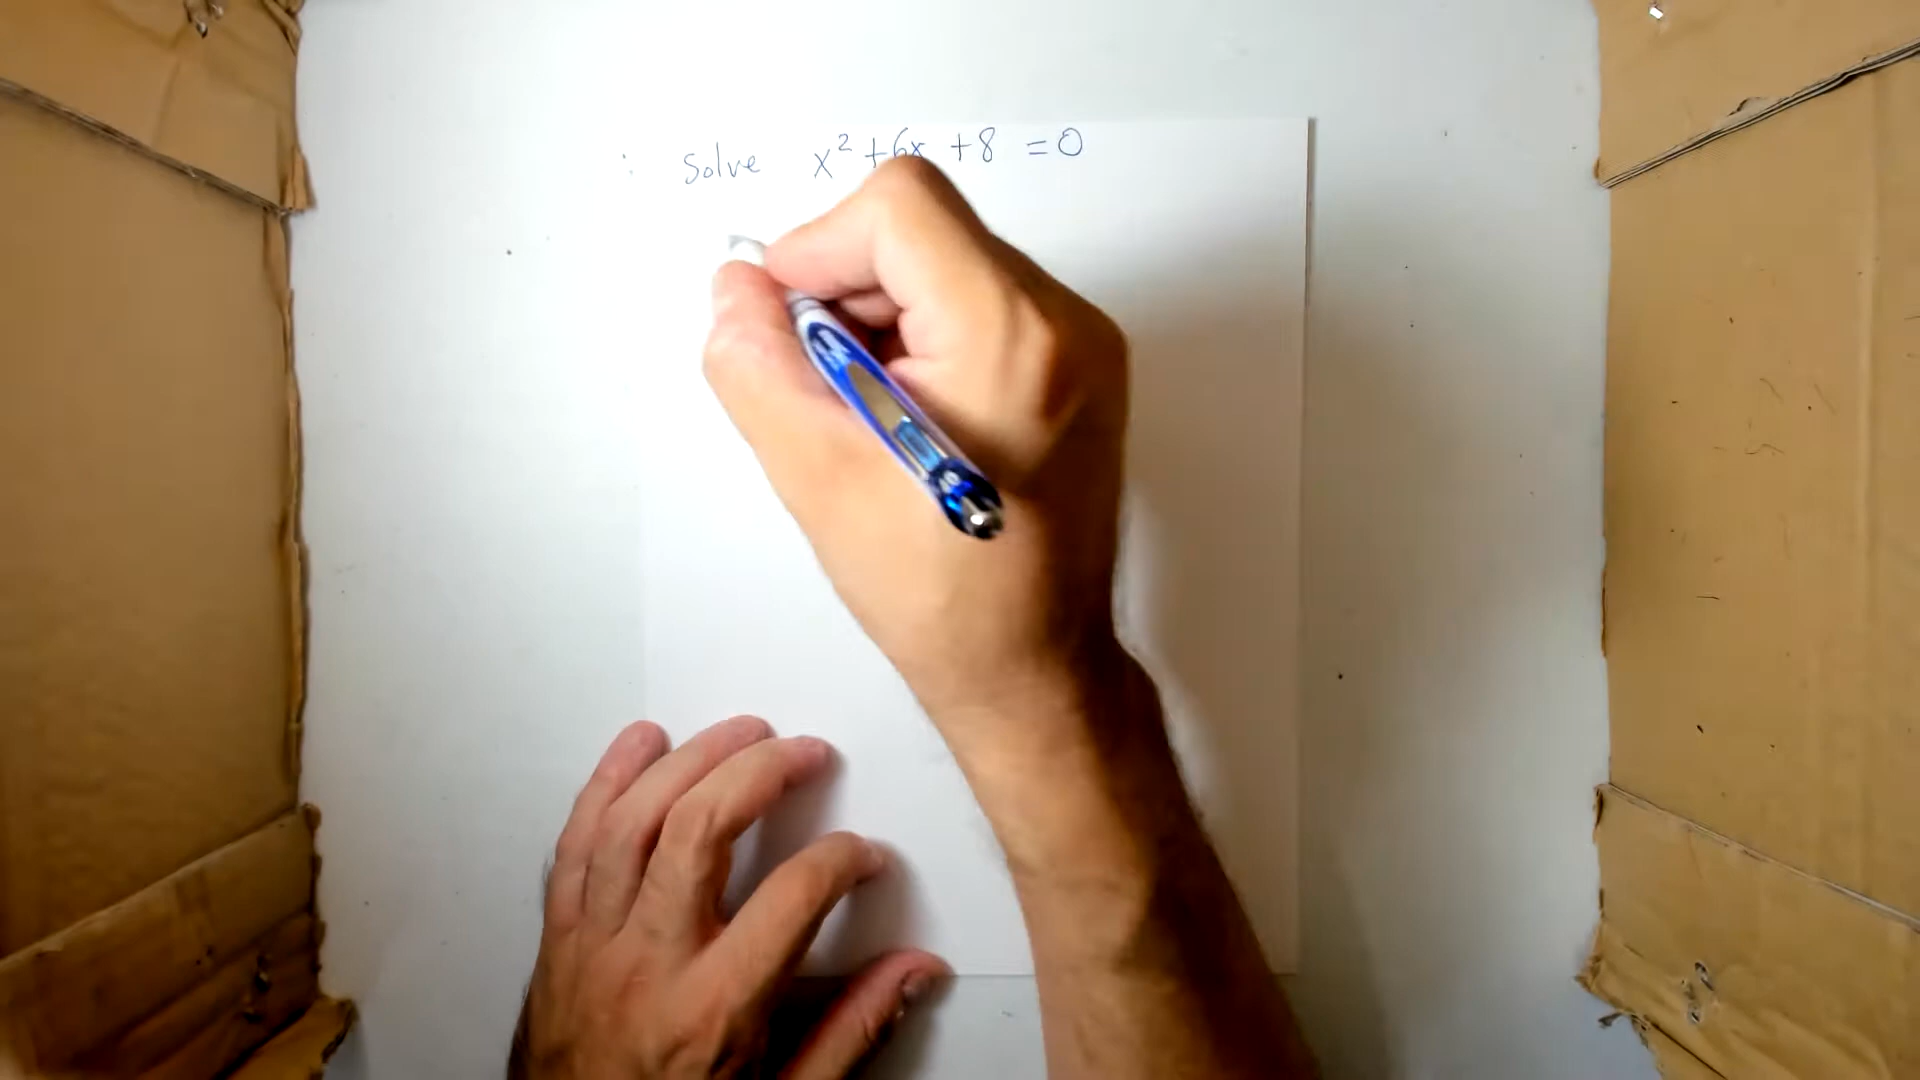 Solve x² + 6x + 8 = 0